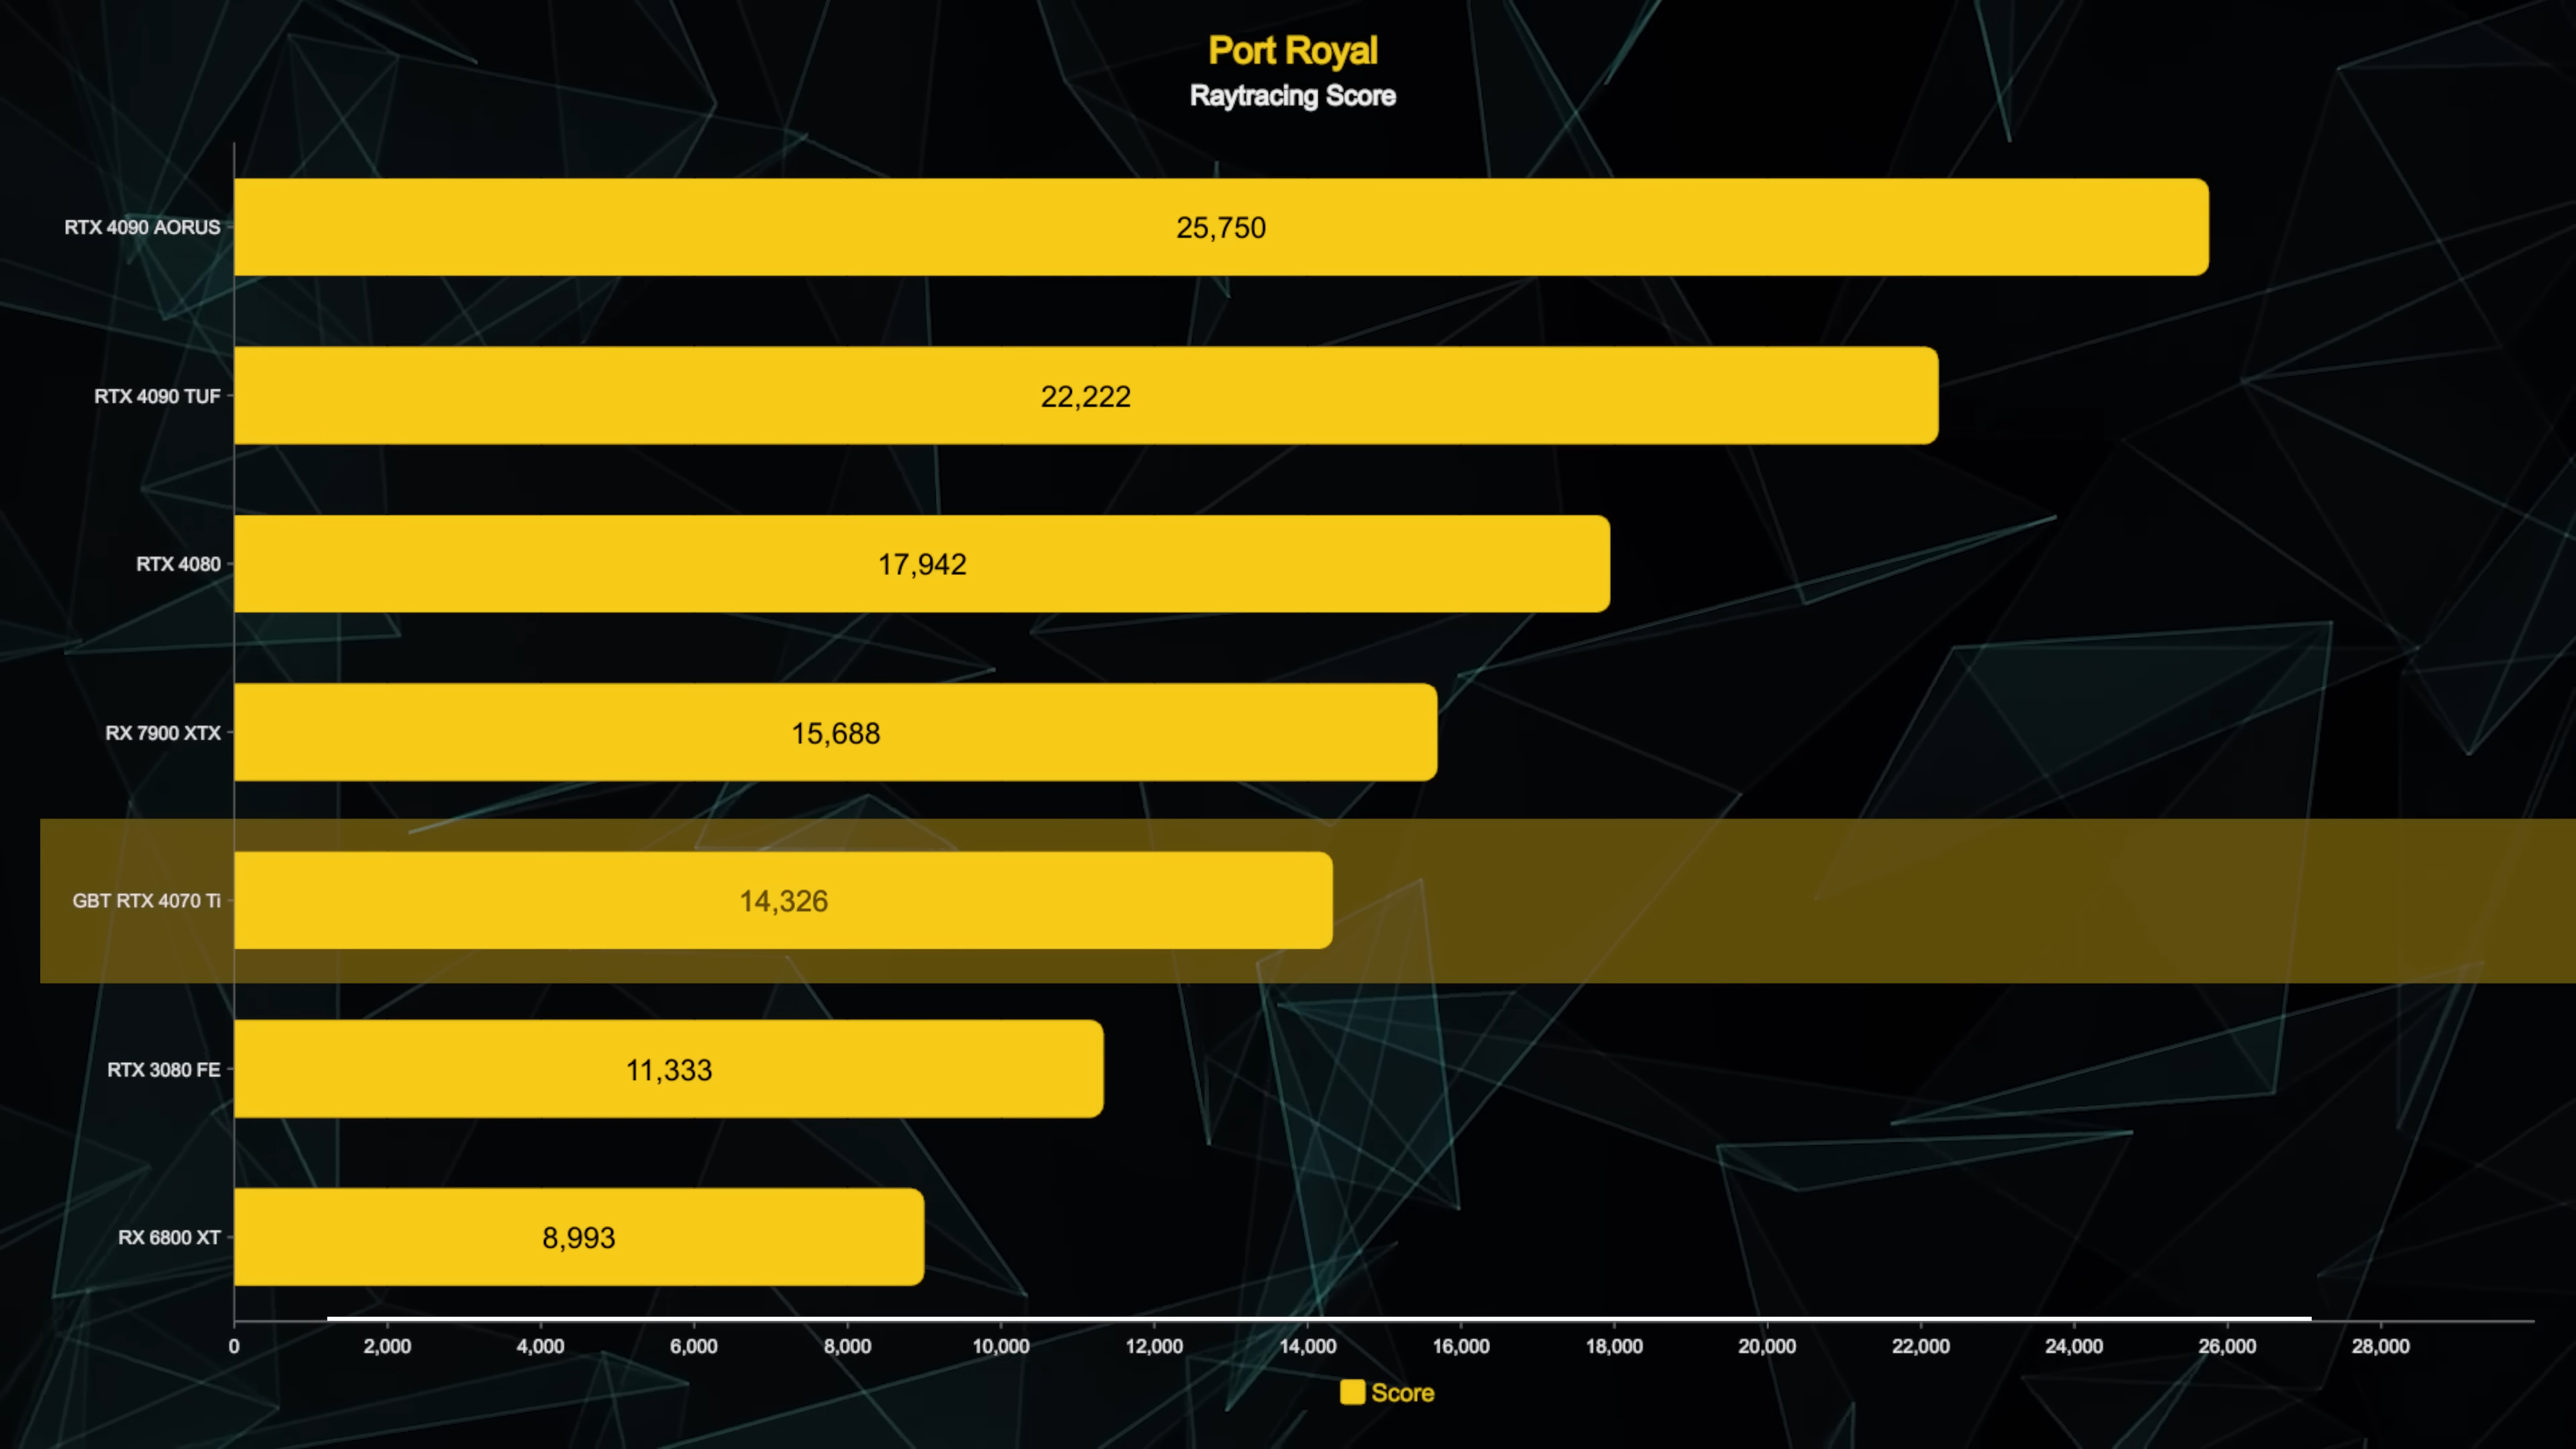 Port Royal
Raytracing Score
RTX 4090 AORUS 25,750
RTX 4090 TUF 22,222
RTX 4080 17,942
RX 7900 XTX 15,688
GBT RTX 4070 Ti 14,326
RTX 3080 FE 11,333
RX 6800 XT 8,993
0 2,000 4,000 6,000 8,000 10,000 12,000 14,000 16,000 18,000 20,000 22,000 24,000 26,000 28,000
Score